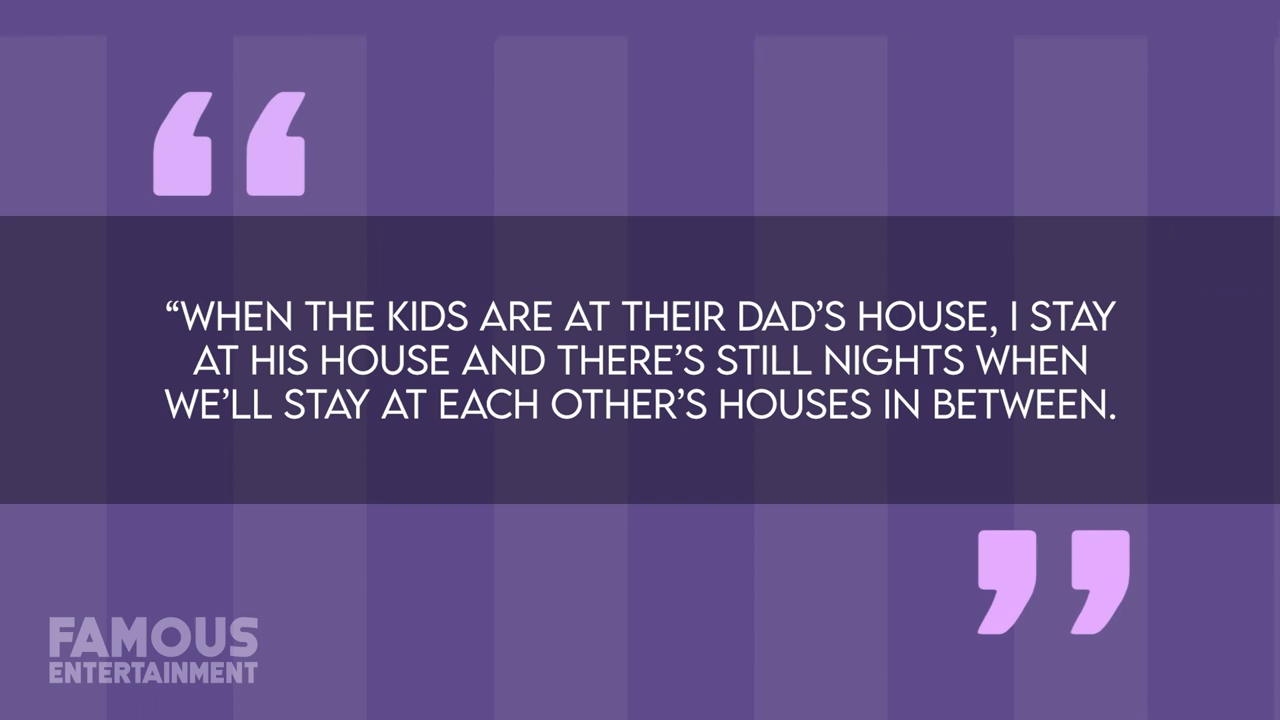 “WHEN THE KIDS ARE AT THEIR DAD’S HOUSE, I STAY
AT HIS HOUSE AND THERE’S STILL NIGHTS WHEN
WE’LL STAY AT EACH OTHER’S HOUSES IN BETWEEN.
FAMOUS
ENTERTAINMENT